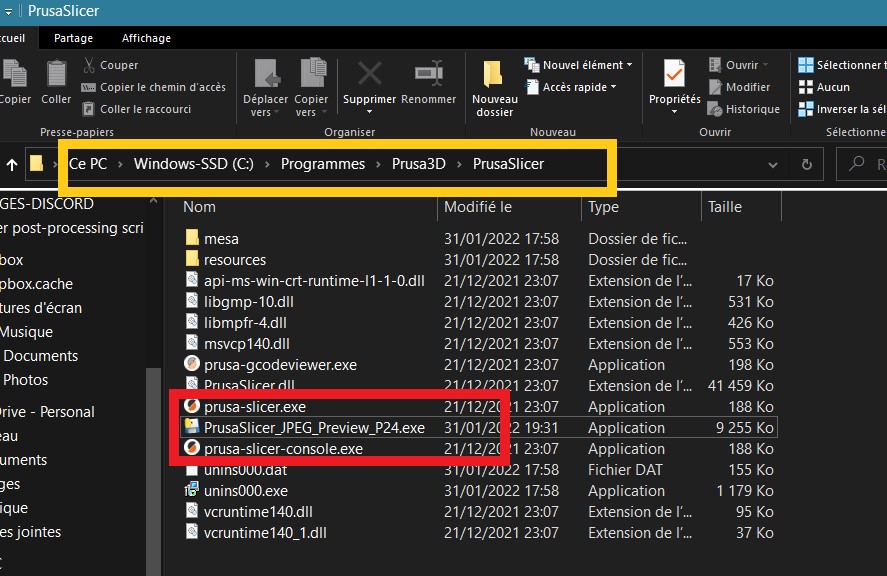 PrusaSlicer
cueil Partage Affichage
Copier
Coller
Couper
Copier le chemin d'accès
Coller le raccourci
Presse-papiers
Déplacer vers
Copier vers
Supprimer
Renommer
Organiser
Nouveau dossier
Nouvel élément
Accès rapide
Nouveau
Propriétés
Ouvrir
Modifier
Historique
Ouvrir
Sélectionner t
Aucun
Inverser la sél
Sélectionne
Ce PC > Windows-SSD (C:) > Programmes > Prusa3D > PrusaSlicer
R
GES-DISCORD
er post-processing scri
box
pbox.cache
tures d'écran
Musique
Documents
Photos
Drive - Personal
eau
uments
ges
ique
es jointes
Nom Modifié le Type Taille
mesa 31/01/2022 17:58 Dossier de fic...
resources 31/01/2022 17:58 Dossier de fic...
api-ms-win-crt-runtime-l1-1-0.dll 21/12/2021 23:07 Extension de l'... 17 Ko
libgmp-10.dll 21/12/2021 23:07 Extension de l'... 531 Ko
libmpfr-4.dll 21/12/2021 23:07 Extension de l'... 426 Ko
msvcp140.dll 21/12/2021 23:07 Extension de l'... 553 Ko
prusa-gcodeviewer.exe 21/12/2021 23:07 Application 198 Ko
PrusaSlicer.dll 21/12/2021 23:07 Extension de l'... 41 459 Ko
prusa-slicer.exe 21/12/2021 23:07 Application 188 Ko
PrusaSlicer_JPEG_Preview_P24.exe 31/01/2022 19:31 Application 9 255 Ko
prusa-slicer-console.exe 21/12/2021 23:07 Application 188 Ko
unins000.dat 31/01/2022 17:58 Fichier DAT 155 Ko
unins000.exe 31/01/2022 17:58 Application 1 179 Ko
vcruntime140.dll 21/12/2021 23:07 Extension de l'... 95 Ko
vcruntime140_1.dll 21/12/2021 23:07 Extension de l'... 37 Ko